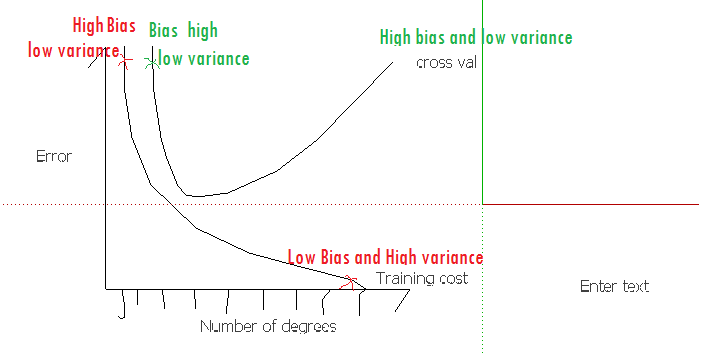 High Bias
low variance
Bias high
low variance
High bias and low variance
cross val
Error
Low Bias and High variance
Training cost
Enter text
Number of degrees